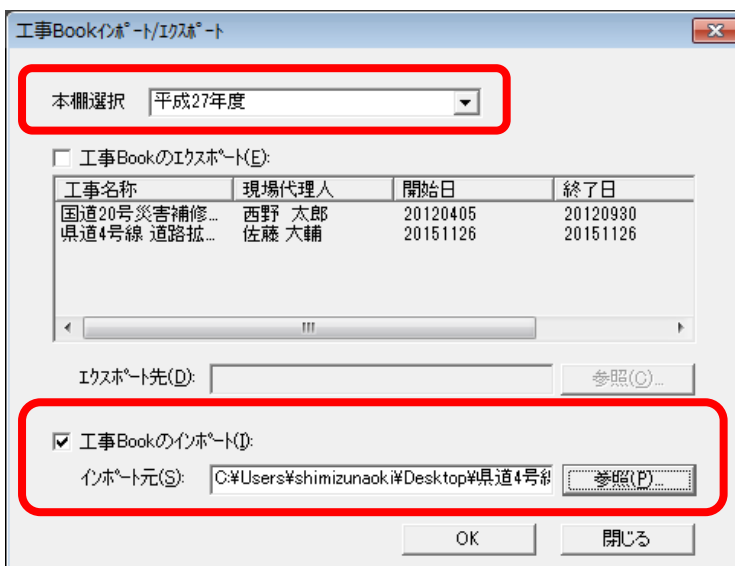 工事Bookインポート/エクスポート
本棚選択 平成27年度
工事Bookのエクスポート(E):
工事名称 現場代理人 開始日 終了日
国道20号災害補修... 西野 太郎 20120405 20120930
県道4号線 道路拡... 佐藤 大輔 20151126 20151126
エクスポート先(D): 参照(C)...
工事Bookのインポート(I):
インポート元(S): C:¥Users¥shimizunaoki¥Desktop¥県道4号 参照(P)...
OK 閉じる